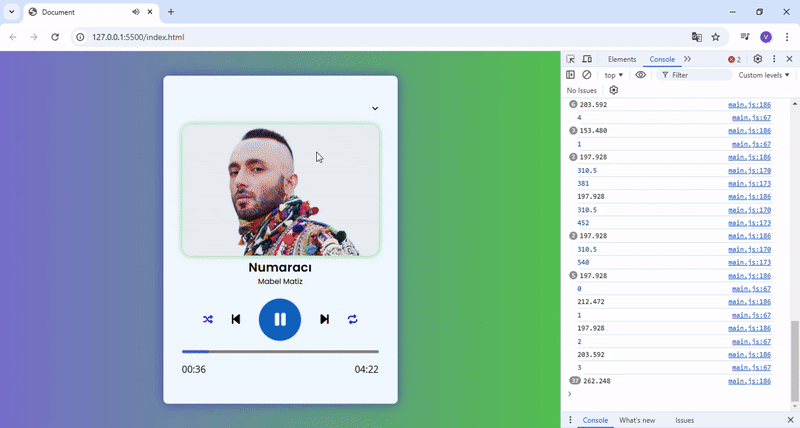 Document
127.0.0.1:5500/index.html
V
Elements
Console
2
top
Filter
Custom levels
No Issues
6 203.592 main.js:186
4 main.js:67
3 153.480 main.js:186
1 main.js:67
2 197.928 main.js:186
310.5 main.js:170
381 main.js:173
197.928 main.js:186
310.5 main.js:170
452 main.js:173
2 197.928 main.js:186
310.5 main.js:170
540 main.js:173
5 197.928 main.js:186
0 main.js:67
212.472 main.js:186
1 main.js:67
197.928 main.js:186
2 main.js:67
203.592 main.js:186
3 main.js:67
37 262.248 main.js:186
Console
What's new
Issues
Numaracı
Mabel Matiz
00:36 04:22